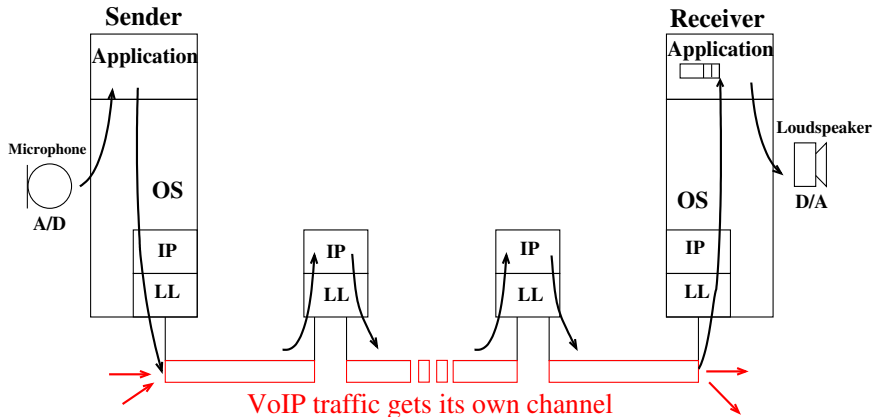 Sender
Receiver
Application
Application
Microphone
Loudspeaker
OS
OS
A/D
D/A
IP
IP
IP
IP
LL
LL
LL
LL
VoIP traffic gets its own channel